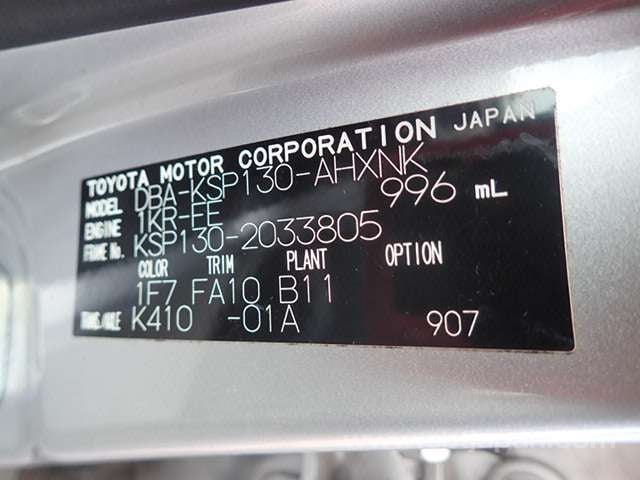 TOYOTA MOTOR CORPORATION JAPAN
MODEL DBA-KSP130-AHXNK
ENGINE 1KR-FE 996 mL
FRAME No. KSP130-2033805
COLOR TRIM PLANT OPTION
1F7 FA10 B11
TRANS/AXLE K410 -01A 907